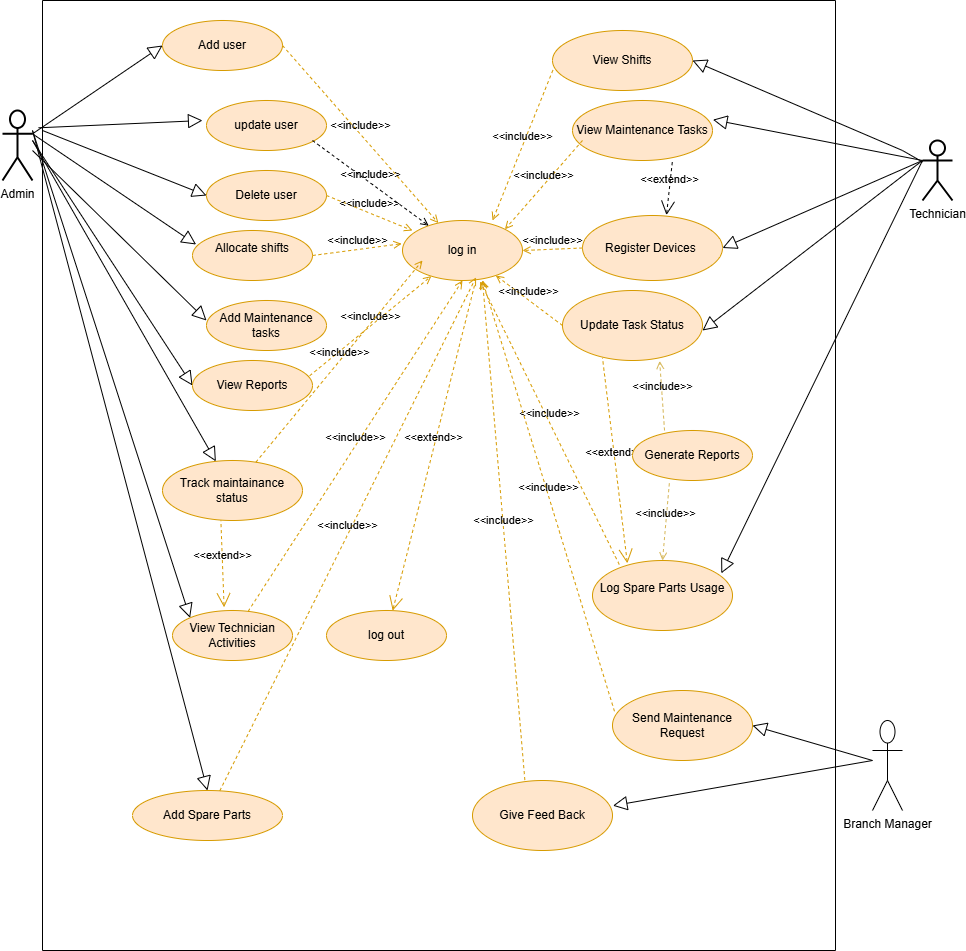 Add user
View Shifts
update user
<<include>>
View Maintenance Tasks
<<include>>
<<include>>
<<include>>
<<extend>>
Admin
Delete user
<<include>>
Technician
Allocate shifts
<<include>>
log in
<<include>>
Register Devices
<<include>>
Add Maintenance
tasks
<<include>>
Update Task Status
<<include>>
View Reports
<<include>>
<<include>>
<<include>>
<<extend>>
<<extend>>
Generate Reports
Track maintainance
status
<<include>>
<<include>>
<<include>>
<<include>>
<<extend>>
Log Spare Parts Usage
View Technician
Activities
log out
Send Maintenance
Request
Add Spare Parts
Give Feed Back
Branch Manager